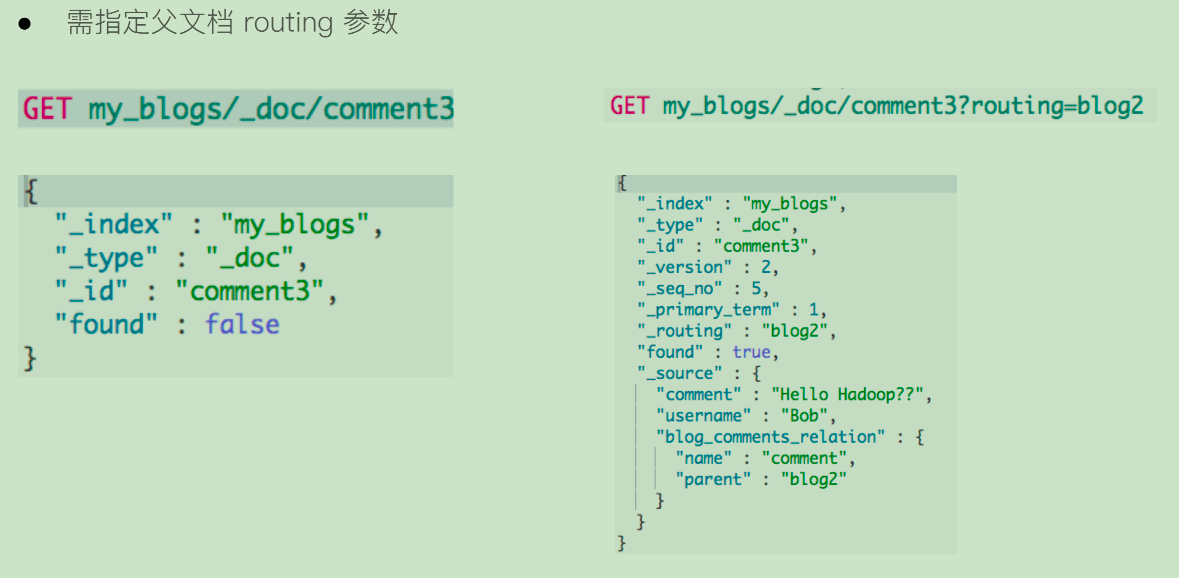 ● 需指定父文档 routing 参数
GET my_blogs/_doc/comment3
{
  "_index" : "my_blogs",
  "_type" : "_doc",
  "_id" : "comment3",
  "found" : false
}
GET my_blogs/_doc/comment3?routing=blog2
{
  "_index" : "my_blogs",
  "_type" : "_doc",
  "_id" : "comment3",
  "_version" : 2,
  "_seq_no" : 5,
  "_primary_term" : 1,
  "_routing" : "blog2",
  "found" : true,
  "_source" : {
    "comment" : "Hello Hadoop??",
    "username" : "Bob",
    "blog_comments_relation" : {
      "name" : "comment",
      "parent" : "blog2"
    }
  }
}